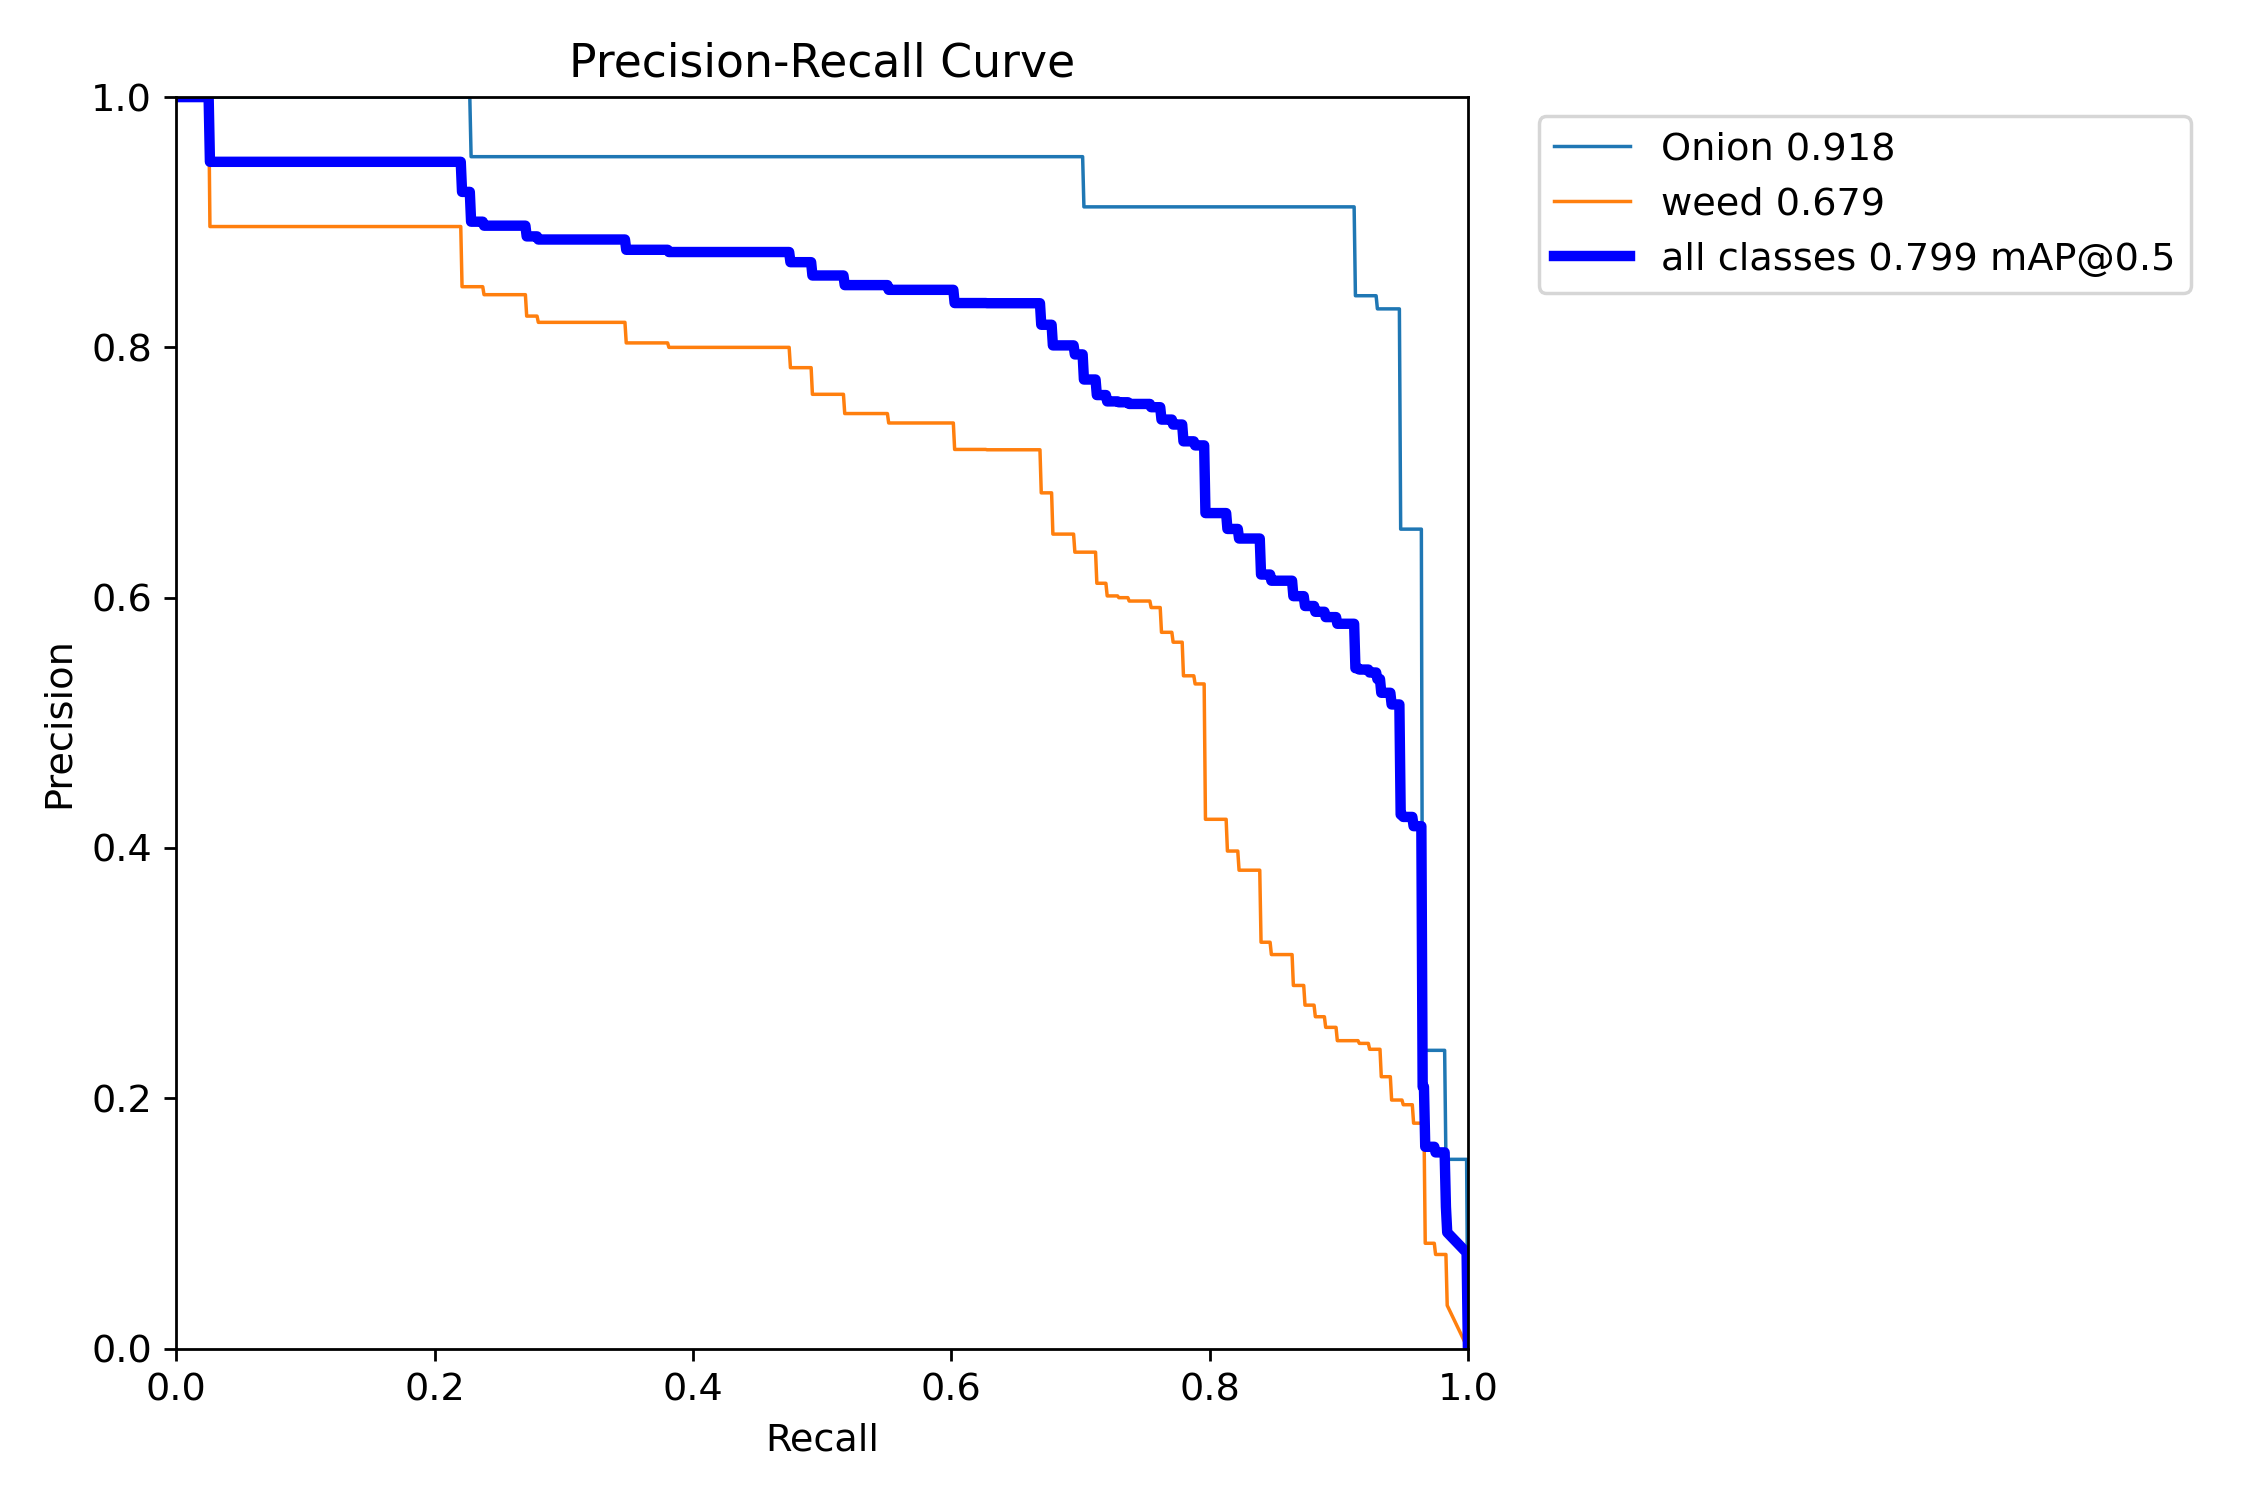 Precision-Recall Curve
1.0
0.8
0.6
0.4
0.2
0.0
Precision
0.0 0.2 0.4 0.6 0.8 1.0
Recall
Onion 0.918
weed 0.679
all classes 0.799 mAP@0.5